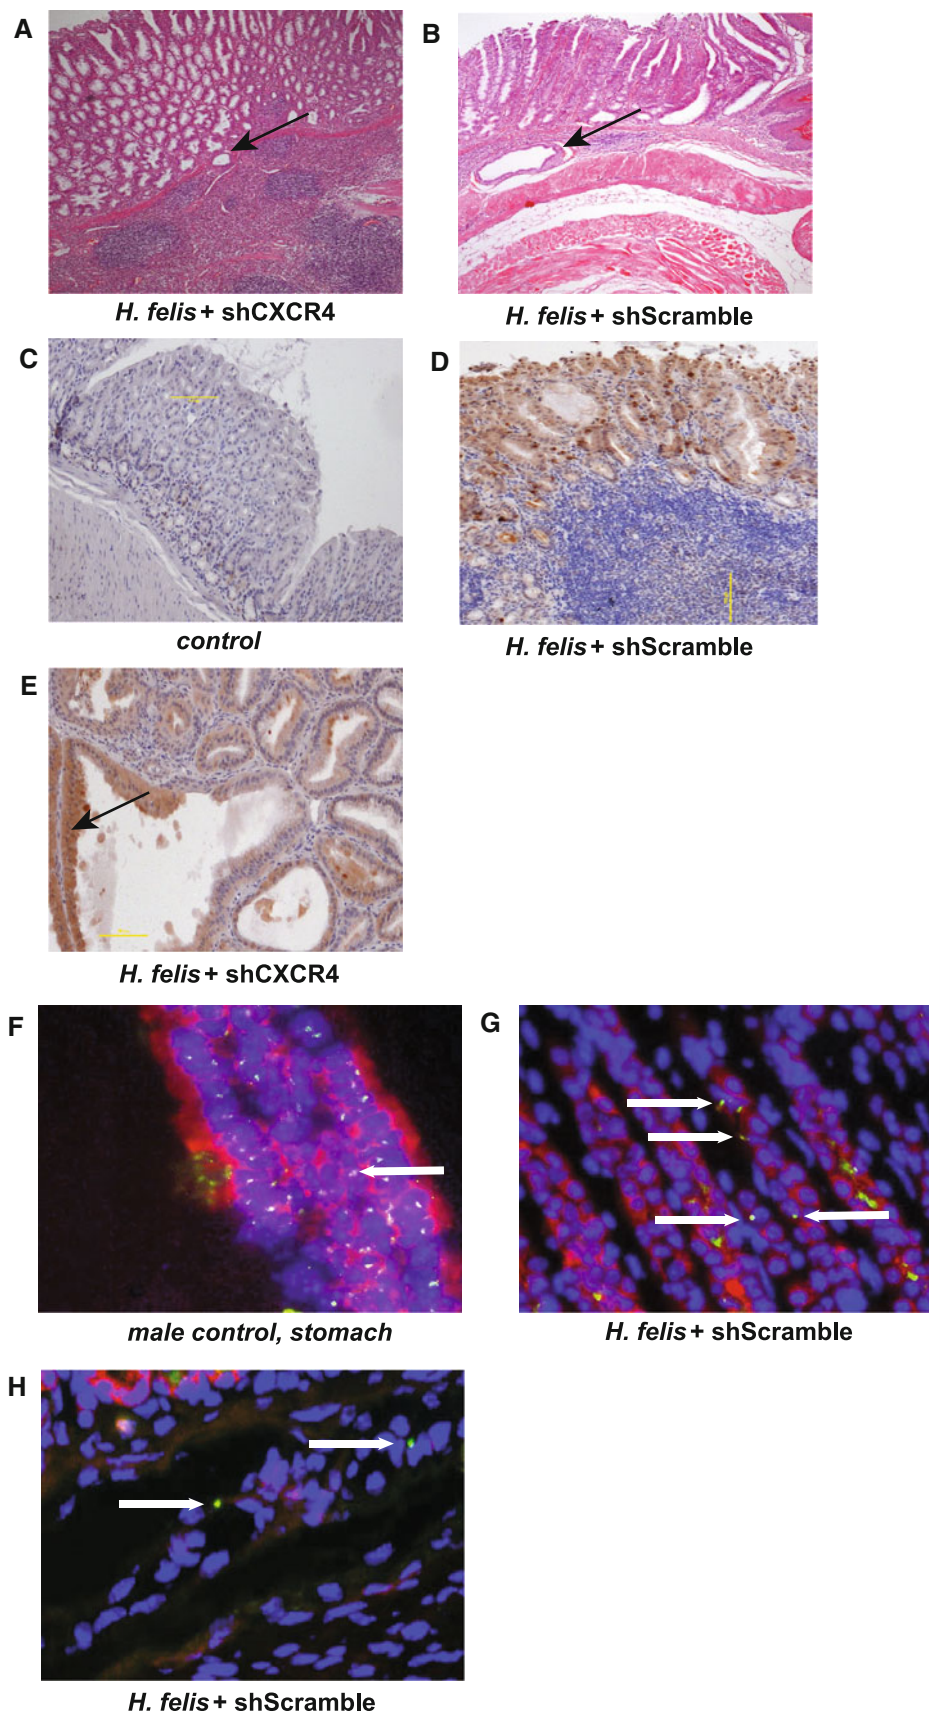 A
B
H. felis + shCXCR4
H. felis + shScramble
C
D
control
H. felis + shScramble
E
H. felis + shCXCR4
F
G
male control, stomach
H. felis + shScramble
H
H. felis + shScramble